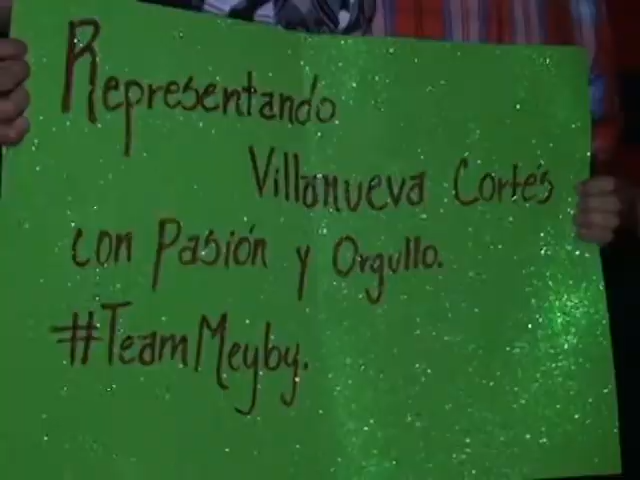 Representando
Villanueva Cortés
con Pasión y Orgullo.
#TeamMeyby.